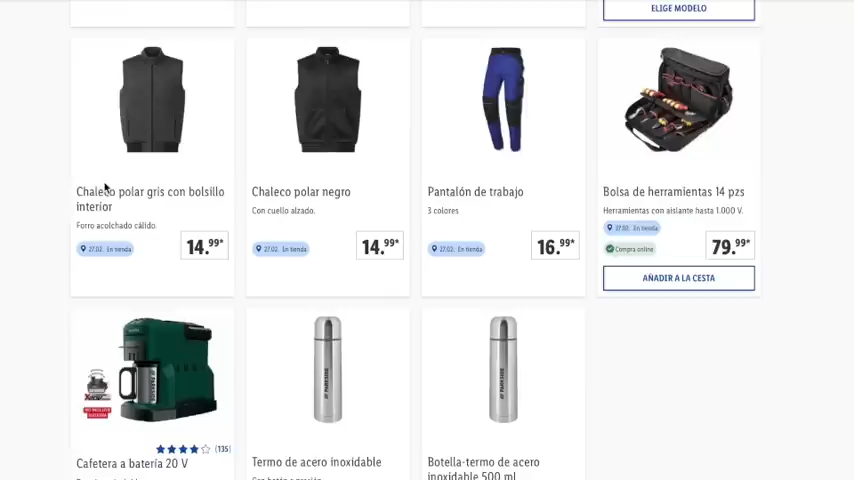 ELIGE MODELO
Chaleco polar gris con bolsillo
interior
Forro acolchado cálido.
27.02. En tienda
14.99*
Chaleco polar negro
Con cuello alzado.
27.02. En tienda
14.99*
Pantalón de trabajo
3 colores
27.02. En tienda
16.99*
Bolsa de herramientas 14 pzs
Herramientas con aislante hasta 1.000 V.
27.02. En tienda
Compra online
79.99*
AÑADIR A LA CESTA
(135)
Cafetera a batería 20 V
PARKSIDE
Termo de acero inoxidable
PARKSIDE
Botella-termo de acero
inoxidable 500 ml